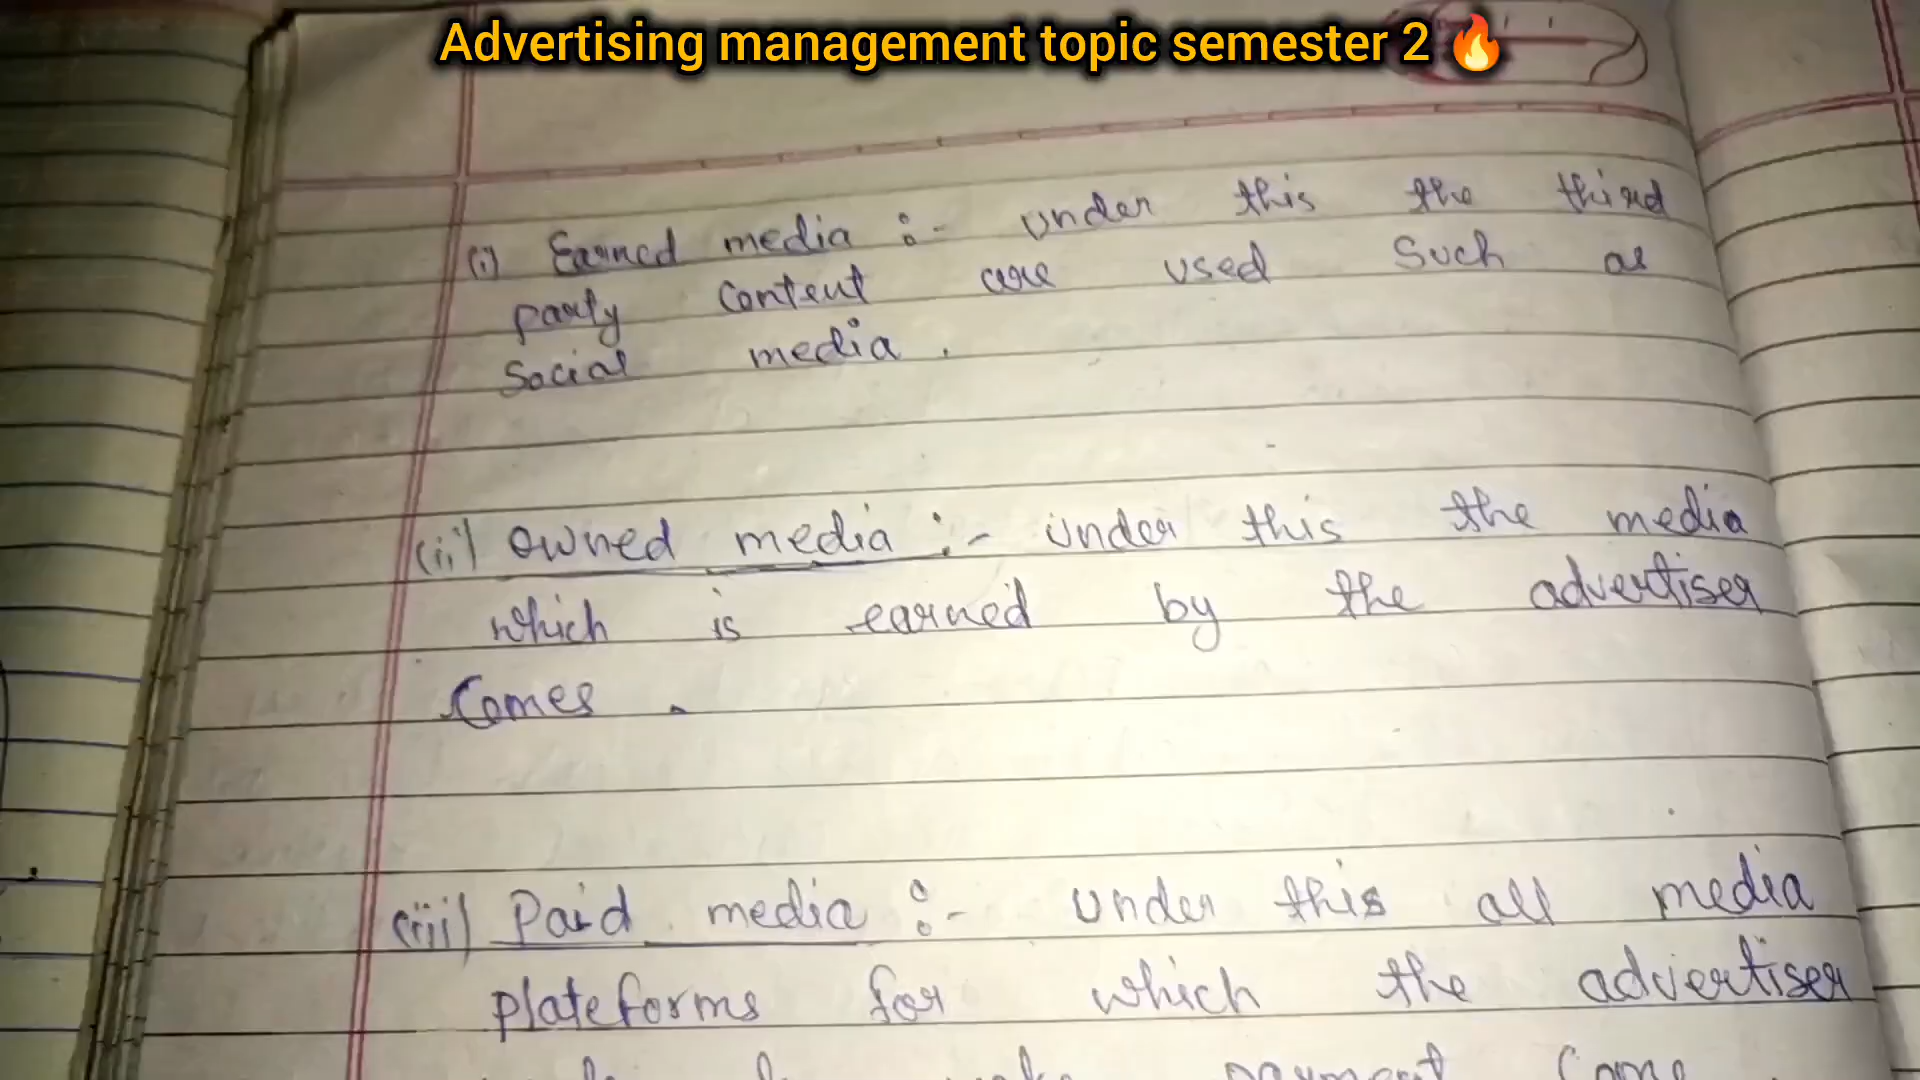 Advertising management topic semester 2 🔥
(i) Earned media :- under this the third
party content are used such as
social media .
(ii) owned media :- under this the media
which is earned by the advertiser
Comes .
(iii) Paid media :- under this all media
plateforms for which the advertiser
payment Come